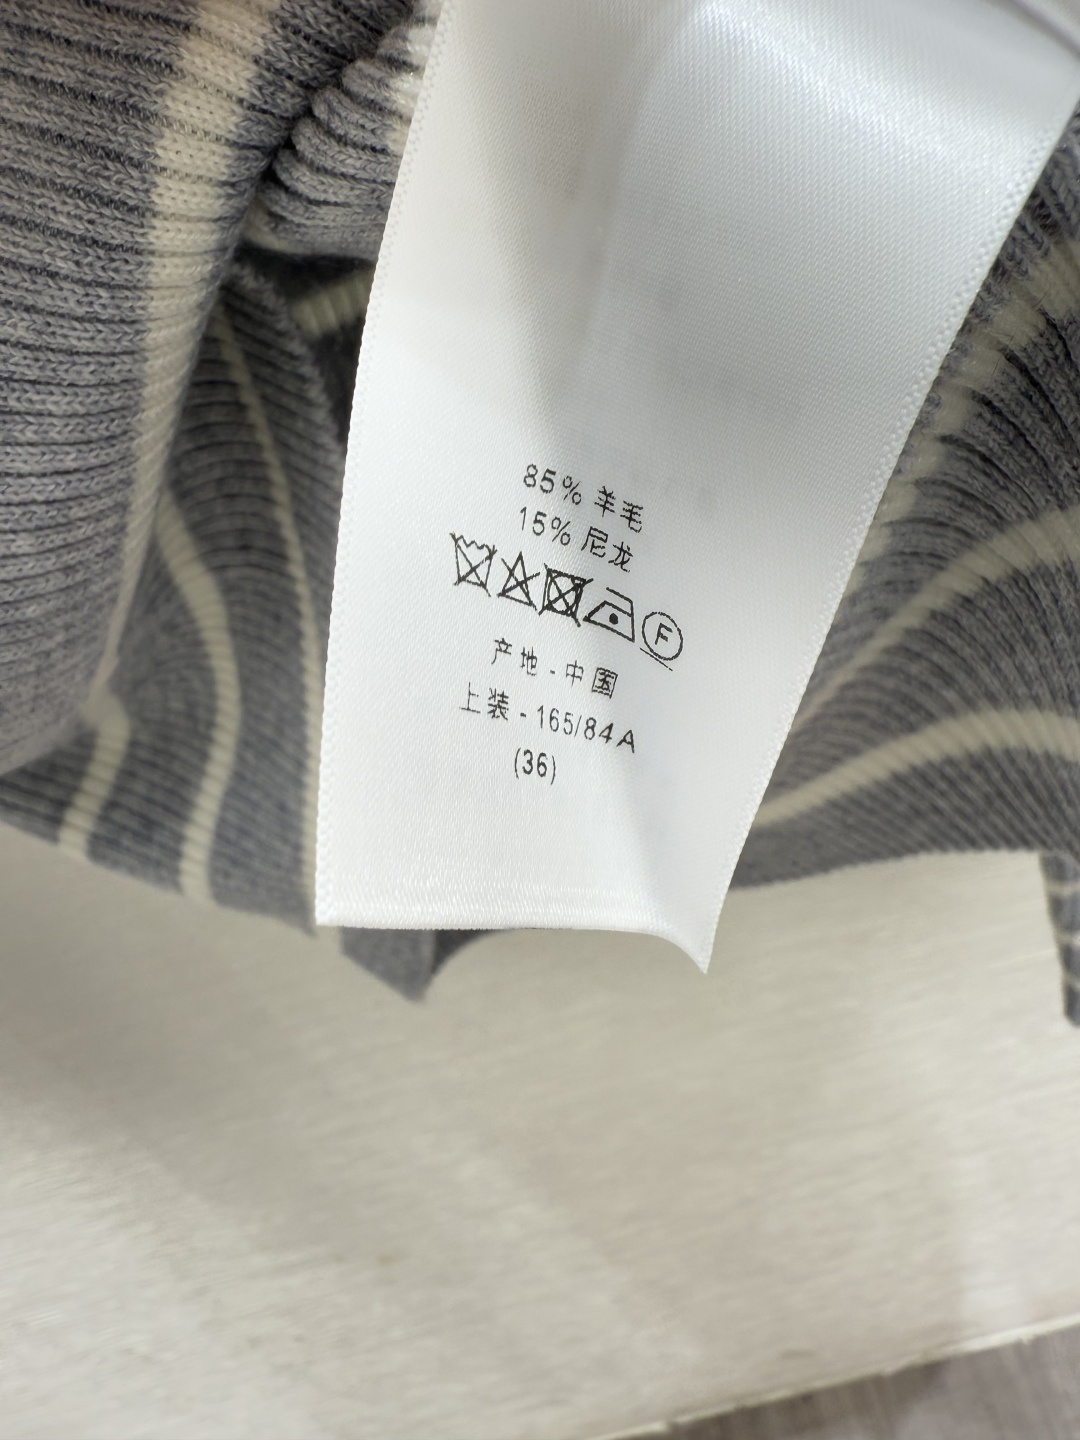 85% 羊毛
15% 尼龙
F
产地 - 中国
上装 - 165/84A
(36)